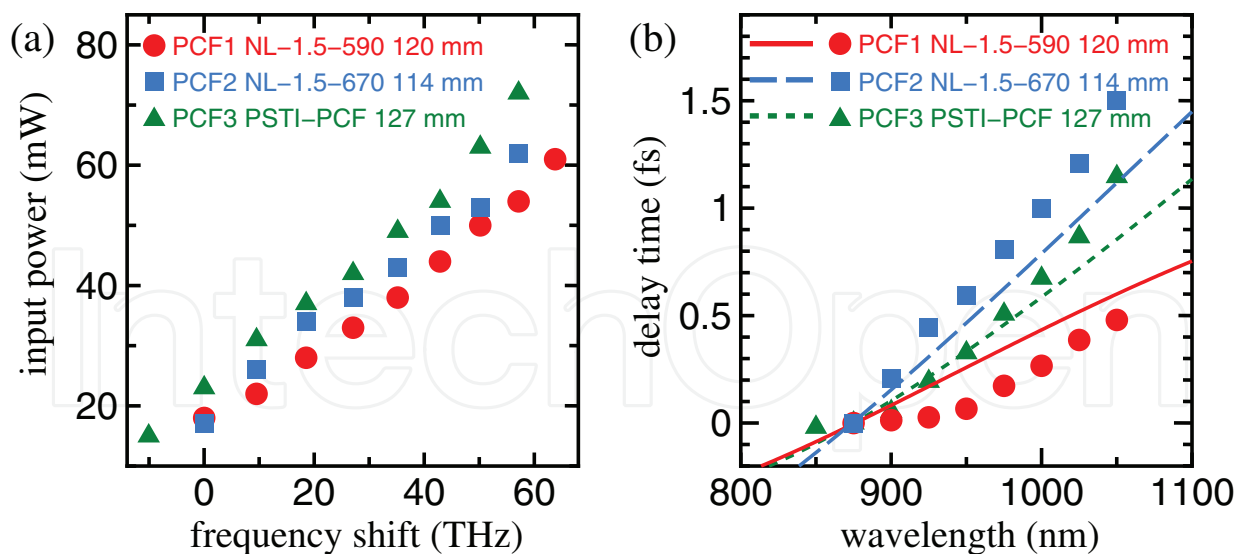 (a)
PCF1 NL−1.5−590 120 mm
PCF2 NL−1.5−670 114 mm
PCF3 PSTI−PCF 127 mm
80
60
40
20
input power (mW)
0 20 40 60
frequency shift (THz)
(b)
PCF1 NL−1.5−590 120 mm
PCF2 NL−1.5−670 114 mm
PCF3 PSTI−PCF 127 mm
1.5
1
0.5
0
delay time (fs)
800 900 1000 1100
wavelength (nm)
IntechOpen